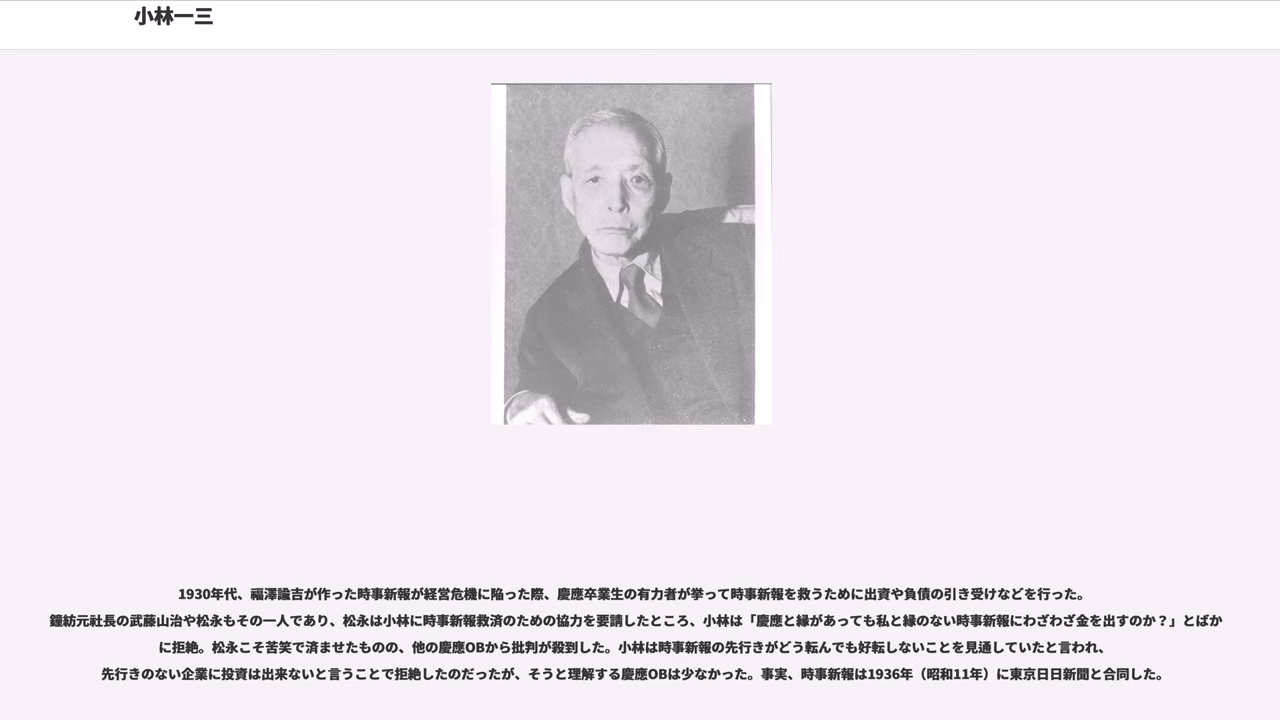 小林一三
1930年代、福澤諭吉が作った時事新報が経営危機に陥った際、慶應卒業生の有力者が挙って時事新報を救うために出資や負債の引き受けなどを行った。
鐘紡元社長の武藤山治や松永もその一人であり、松永は小林に時事新報救済のための協力を要請したところ、小林は「慶應と縁があっても私と縁のない時事新報にわざわざ金を出すのか？」とばか
に拒絶。松永こそ苦笑で済ませたものの、他の慶應OBから批判が殺到した。小林は時事新報の先行きがどう転んでも好転しないことを見通していたと言われ、
先行きのない企業に投資は出来ないと言うことで拒絶したのだったが、そうと理解する慶應OBは少なかった。事実、時事新報は1936年（昭和11年）に東京日日新聞と合同した。